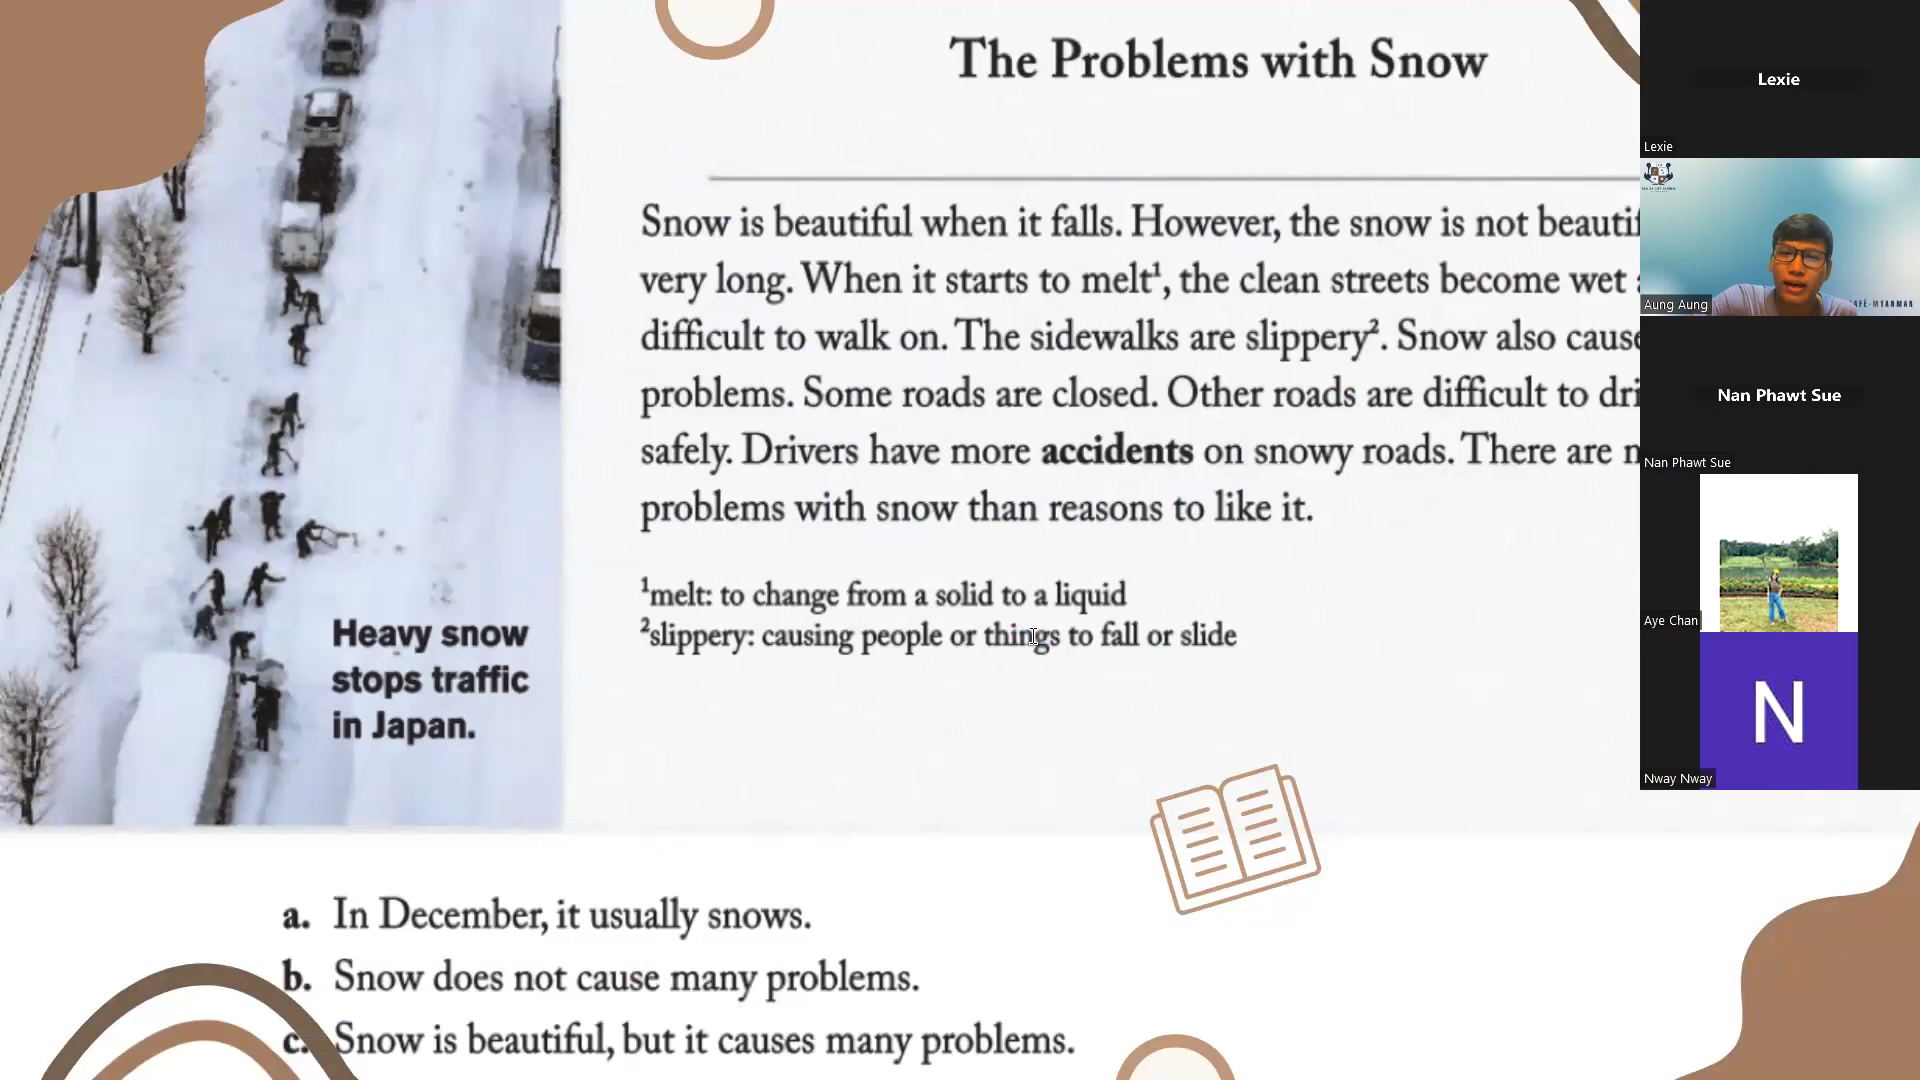 The Problems with Snow
Snow is beautiful when it falls. However, the snow is not
very long. When it starts to melt¹, the clean streets become wet
difficult to walk on. The sidewalks are slippery². Snow also
problems. Some roads are closed. Other roads are difficult to
safely. Drivers have more accidents on snowy roads. There are
problems with snow than reasons to like it.
¹melt: to change from a solid to a liquid
²slippery: causing people or things to fall or slide
Heavy snow
stops traffic
in Japan.
a. In December, it usually snows.
b. Snow does not cause many problems.
c. Snow is beautiful, but it causes many problems.
Lexie
Lexie
Aung Aung
Nan Phawt Sue
Nan Phawt Sue
Aye Chan
N
Nway Nway